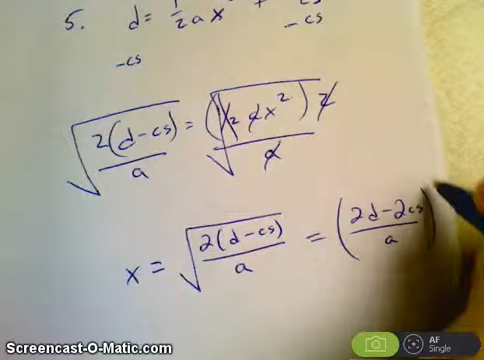 5. d = 1/2 a x² + cs
-cs -cs
√(2(d-cs)/a) = √((1/2 a x²) 2/a)
x = √(2(d-cs)/a) = ((2d-2cs)/a)
AF
Single
Screencast-O-Matic.com